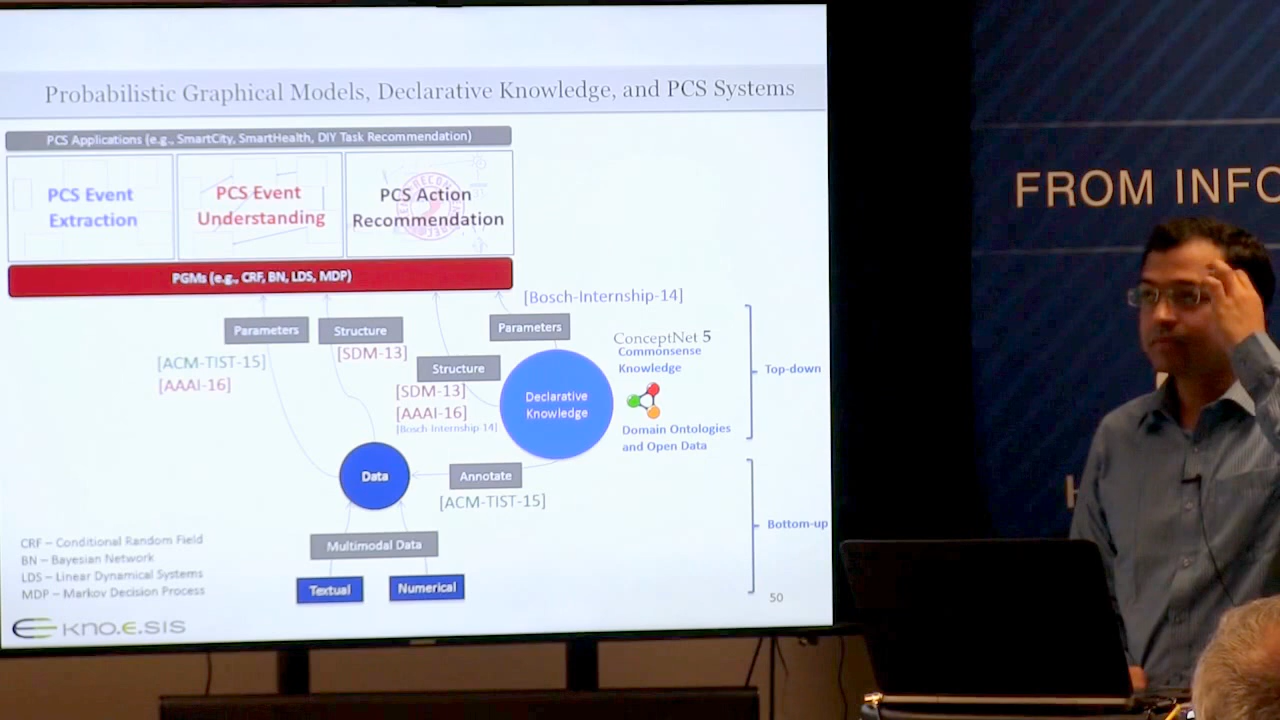 Probabilistic Graphical Models, Declarative Knowledge, and PCS Systems
PCS Applications (e.g., SmartCity, SmartHealth, DIY Task Recommendation)
PCS Event
Extraction
PCS Event
Understanding
PCS Action
Recommendation
PGMs (e.g., CRF, BN, LDS, MDP)
[Bosch-Internship-14]
Parameters
Structure
Parameters
[ACM-TIST-15]
[AAAI-16]
[SDM-13]
Structure
[SDM-13]
[AAAI-16]
[Bosch-Internship-14]
Declarative
Knowledge
ConceptNet 5
Commonsense
Knowledge
Domain Ontologies
and Open Data
Top-down
Data
Annotate
[ACM-TIST-15]
Bottom-up
Multimodal Data
Textual
Numerical
CRF – Conditional Random Field
BN – Bayesian Network
LDS – Linear Dynamical Systems
MDP – Markov Decision Process
50
kno.e.sis
FROM INFO